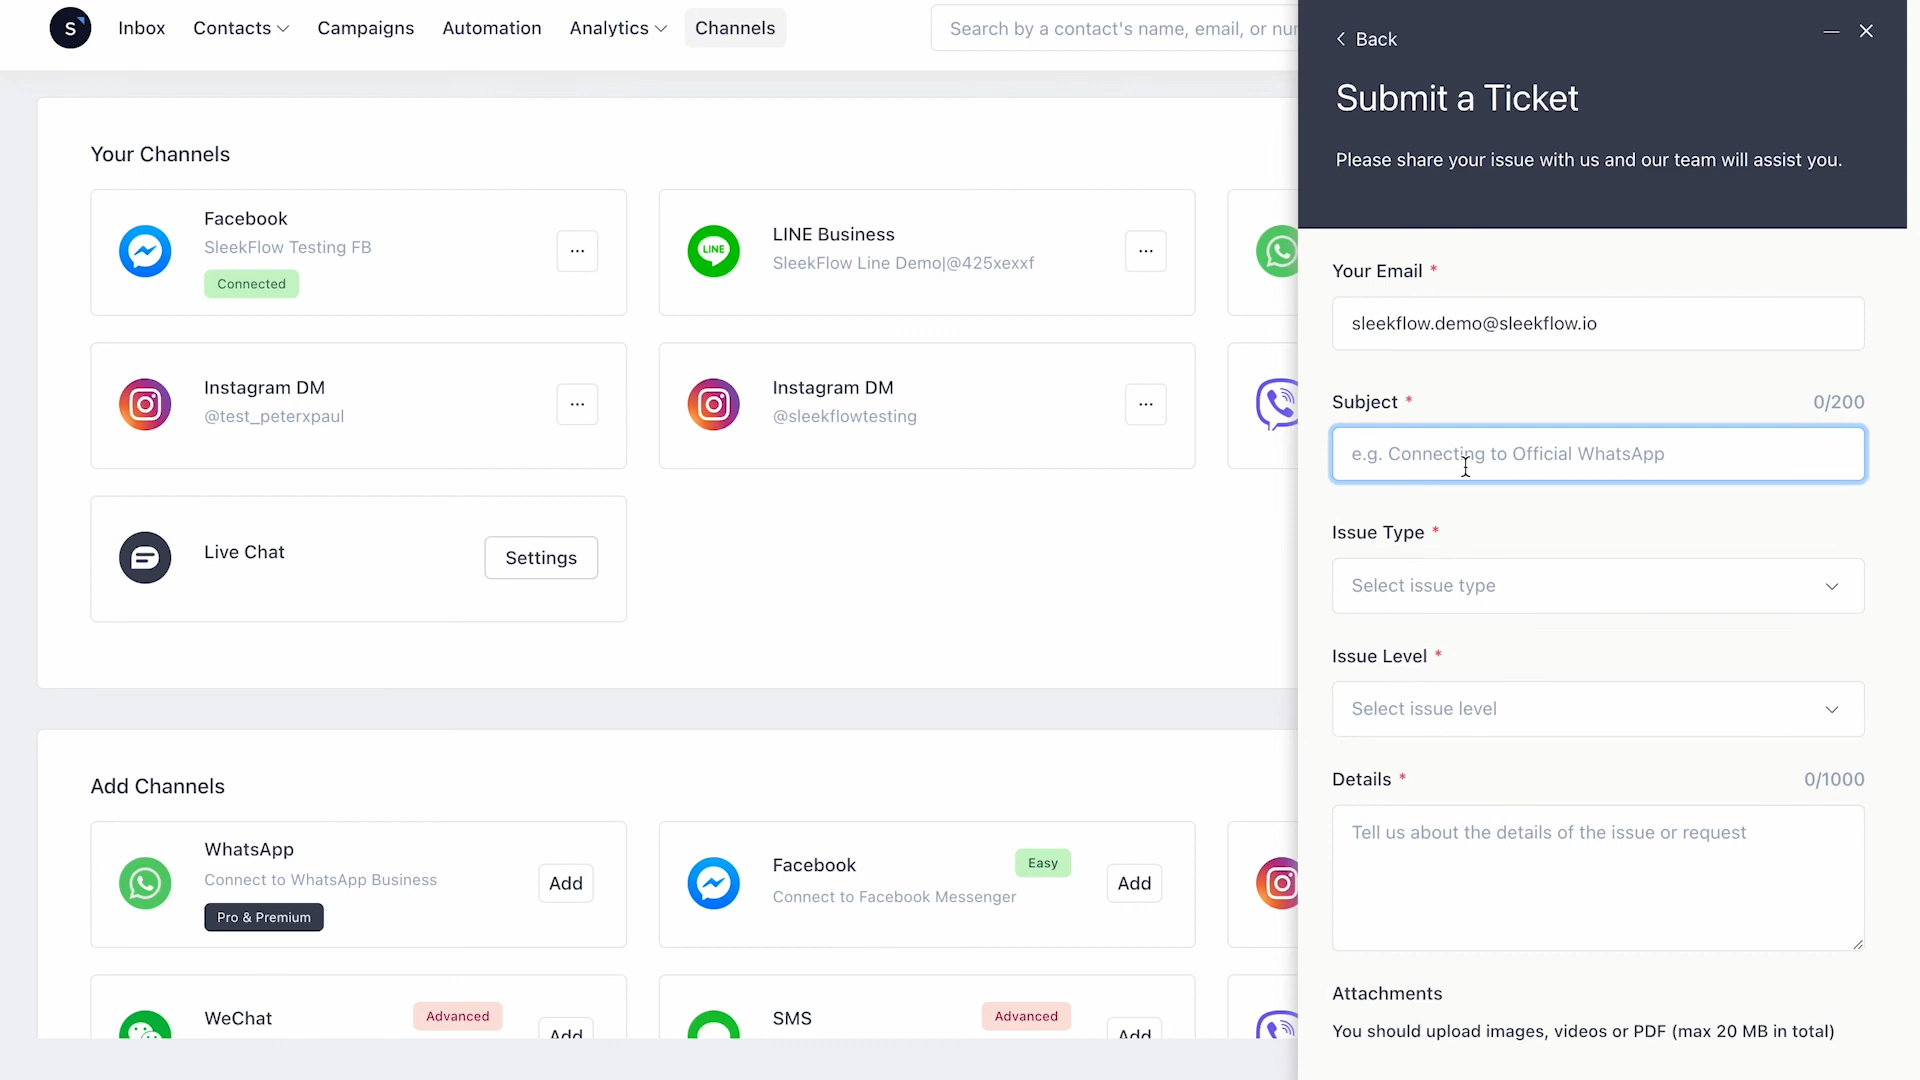 S
Inbox
Contacts
Campaigns
Automation
Analytics
Channels
Search by a contact's name, email, or nu
Your Channels
Facebook
SleekFlow Testing FB
Connected
...
LINE
LINE Business
SleekFlow Line Demo|@425xexxf
...
Instagram DM
@test_peterxpaul
...
Instagram DM
@sleekflowtesting
...
Live Chat
Settings
Add Channels
WhatsApp
Connect to WhatsApp Business
Pro & Premium
Add
Facebook
Connect to Facebook Messenger
Easy
Add
WeChat
Advanced
Add
SMS
Advanced
Add
Back
Submit a Ticket
Please share your issue with us and our team will assist you.
Your Email *
sleekflow.demo@sleekflow.io
Subject *
0/200
e.g. Connecting to Official WhatsApp
Issue Type *
Select issue type
Issue Level *
Select issue level
Details *
0/1000
Tell us about the details of the issue or request
Attachments
You should upload images, videos or PDF (max 20 MB in total)